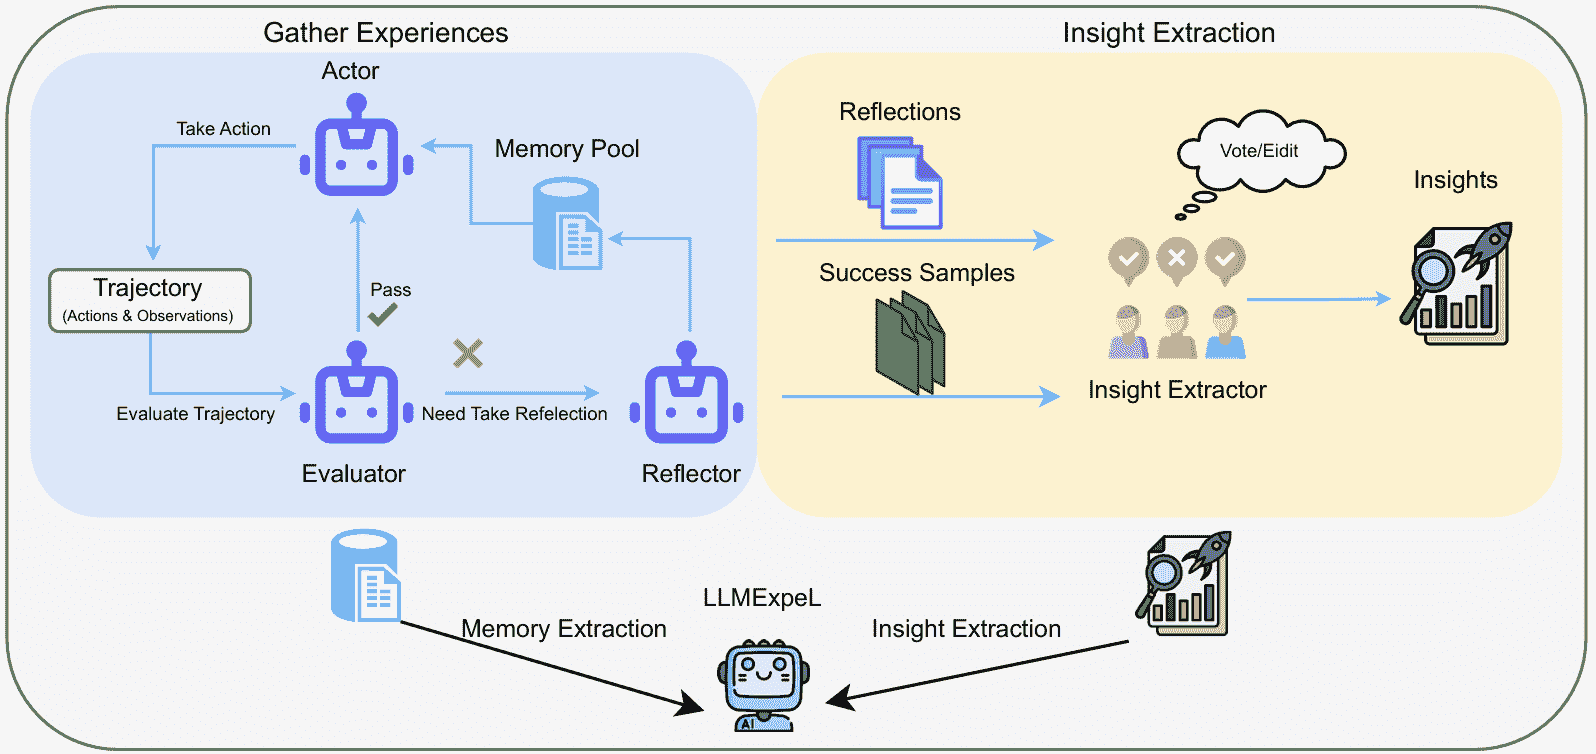 Gather Experiences
Insight Extraction
Actor
Take Action
Memory Pool
Trajectory
(Actions & Observations)
Pass
Evaluate Trajectory
Need Take Refelection
Evaluator
Reflector
Reflections
Success Samples
Vote/Eidit
Insights
Insight Extractor
LLMExpeL
Memory Extraction
Insight Extraction
AI